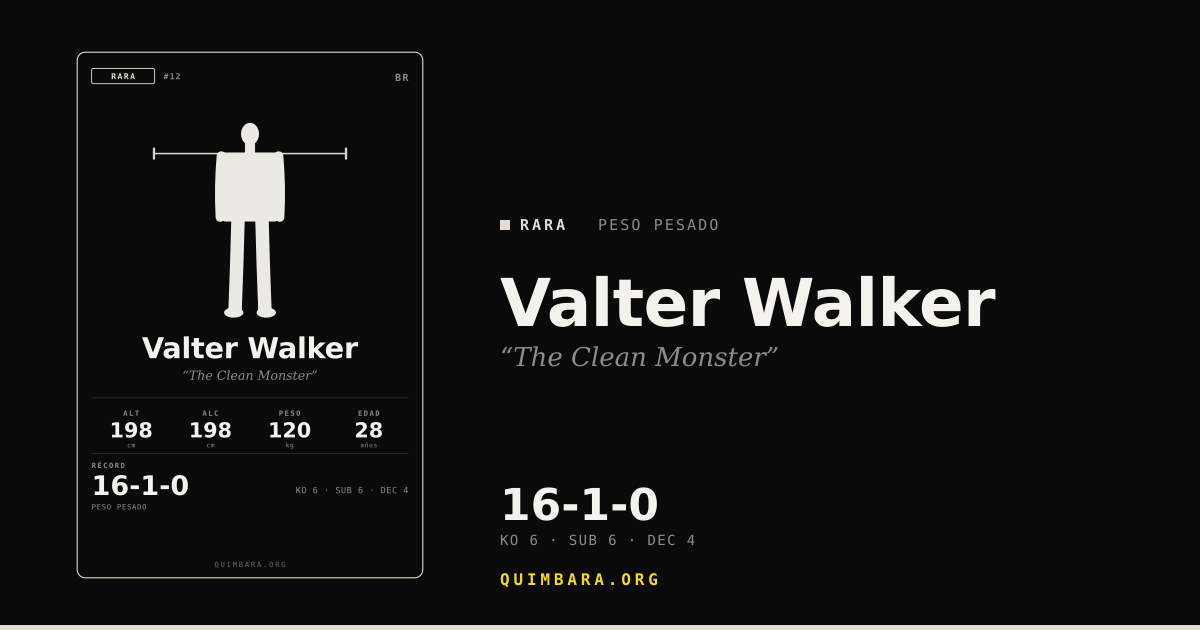 RARA #12 BR
Valter Walker
“The Clean Monster”
ALT ALC PESO EDAD
198 198 120 28
cm cm kg años
RÉCORD
16-1-0
KO 6 · SUB 6 · DEC 4
PESO PESADO
QUIMBARA.ORG
RARA PESO PESADO
Valter Walker
“The Clean Monster”
16-1-0
KO 6 · SUB 6 · DEC 4
QUIMBARA.ORG